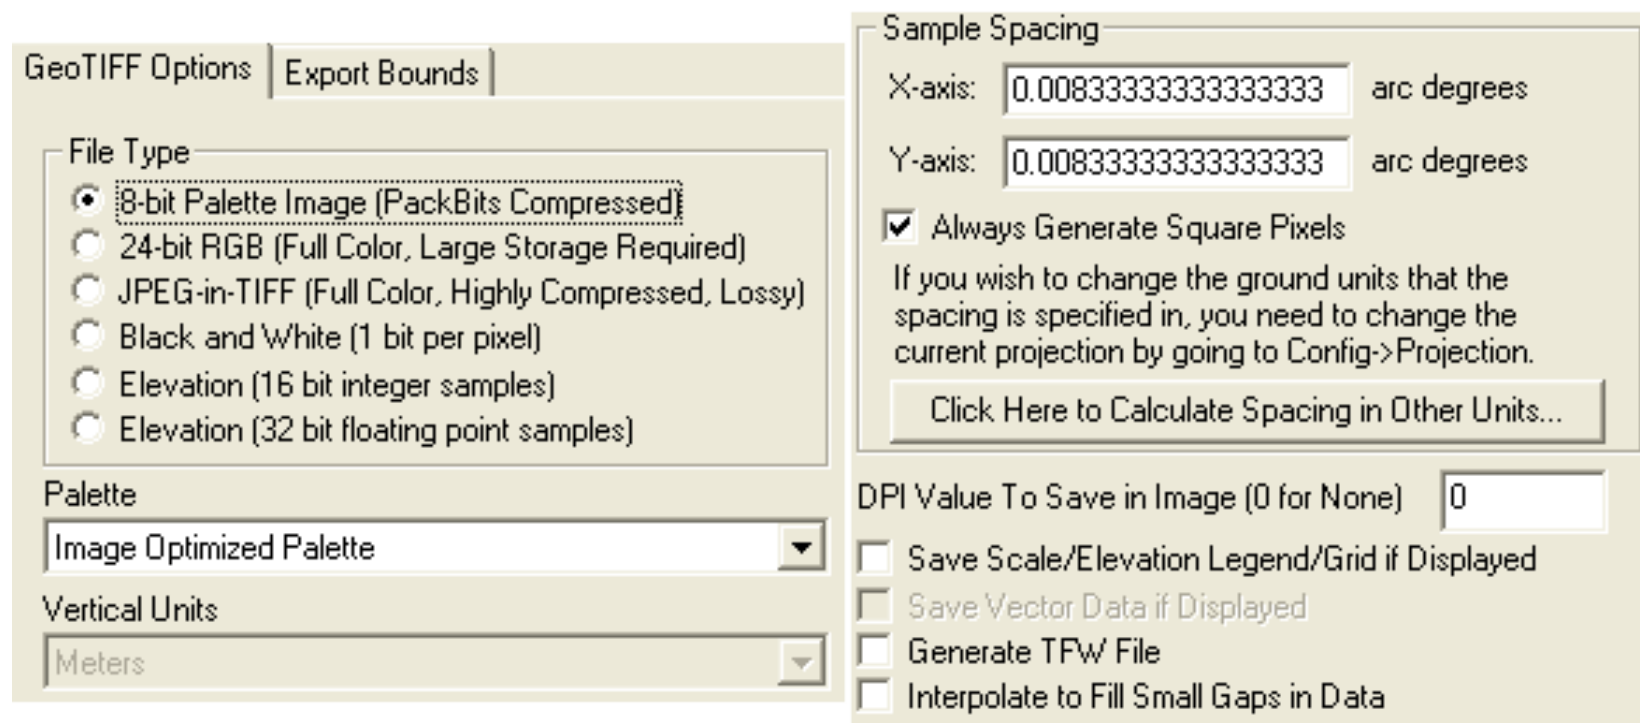 GeoTIFF Options
Export Bounds
File Type
8-bit Palette Image (PackBits Compressed)
24-bit RGB (Full Color, Large Storage Required)
JPEG-in-TIFF (Full Color, Highly Compressed, Lossy)
Black and White (1 bit per pixel)
Elevation (16 bit integer samples)
Elevation (32 bit floating point samples)
Palette
Image Optimized Palette
Vertical Units
Meters
Sample Spacing
X-axis: 0.00833333333333333 arc degrees
Y-axis: 0.00833333333333333 arc degrees
Always Generate Square Pixels
If you wish to change the ground units that the
spacing is specified in, you need to change the
current projection by going to Config->Projection.
Click Here to Calculate Spacing in Other Units...
DPI Value To Save in Image (0 for None) 0
Save Scale/Elevation Legend/Grid if Displayed
Save Vector Data if Displayed
Generate TFW File
Interpolate to Fill Small Gaps in Data